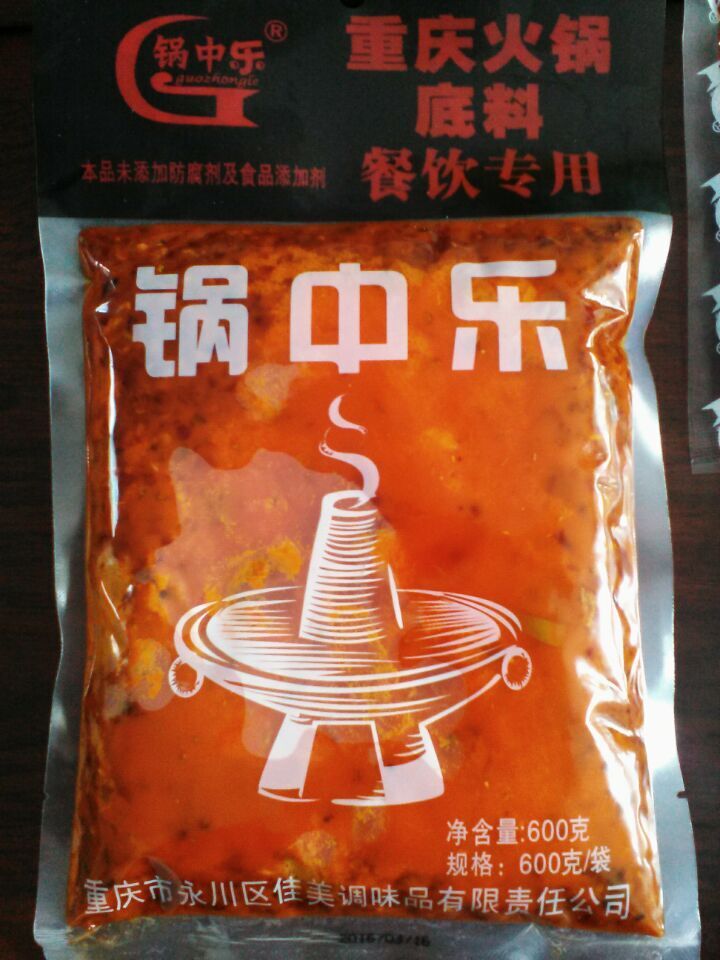 锅中乐®
guozhongle
重庆火锅
底料
本品未添加防腐剂及食品添加剂
餐饮专用
锅中乐
净含量:600克
规格：600克/袋
重庆市永川区佳美调味品有限责任公司